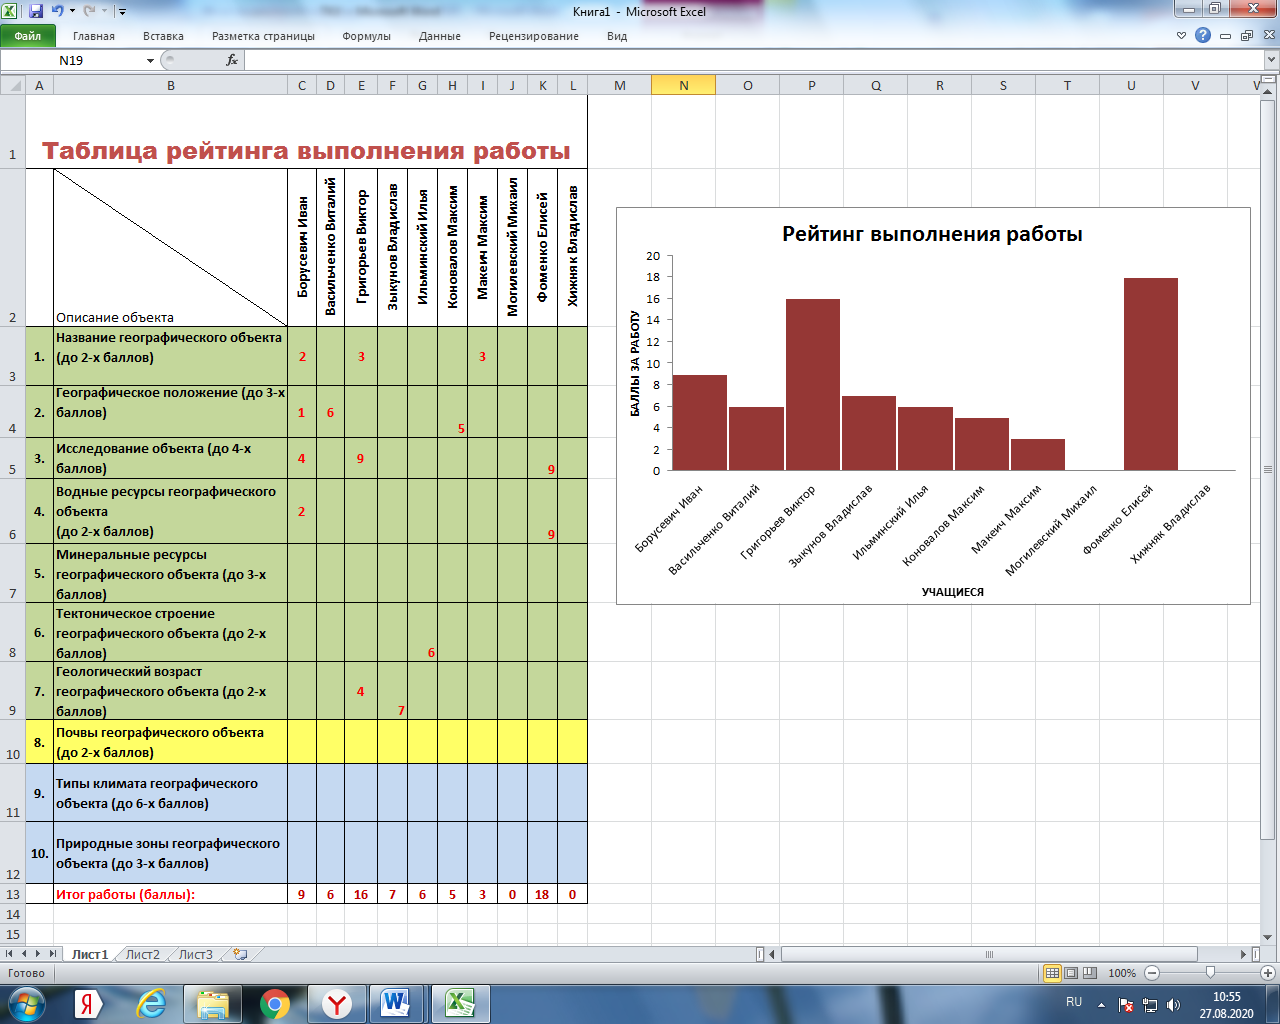 Книга1 - Microsoft Excel
Файл Главная Вставка Разметка страницы Формулы Данные Рецензирование Вид
N19 fx
A B C D E F G H I J K L M N O P Q R S T U V W
1 Таблица рейтинга выполнения работы
2 Описание объекта
Борусевич Иван
Васильченко Виталий
Григорьев Виктор
Зыкунов Владислав
Ильминский Илья
Коновалов Максим
Макеич Максим
Могилевский Михаил
Фоменко Елисей
Хижняк Владислав
3 1. Название географического объекта
(до 2-х баллов) 2 3 3
4 2. Географическое положение (до 3-х
баллов) 1 6 5
5 3. Исследование объекта (до 4-х
баллов) 4 9 9
6 4. Водные ресурсы географического
объекта
(до 2-х баллов) 2 9
7 5. Минеральные ресурсы
географического объекта (до 3-х
баллов)
8 6. Тектоническое строение
географического объекта (до 2-х
баллов) 6
9 7. Геологический возраст
географического объекта (до 2-х
баллов) 4 7
10 8. Почвы географического объекта
(до 2-х баллов)
11 9. Типы климата географического
объекта (до 6-х баллов)
12 10. Природные зоны географического
объекта (до 3-х баллов)
13 Итог работы (баллы): 9 6 16 7 6 5 3 0 18 0
14
15
Рейтинг выполнения работы
БАЛЛЫ ЗА РАБОТУ
20
18
16
14
12
10
8
6
4
2
0
Борусевич Иван
Васильченко Виталий
Григорьев Виктор
Зыкунов Владислав
Ильминский Илья
Коновалов Максим
Макеич Максим
Могилевский Михаил
Фоменко Елисей
Хижняк Владислав
УЧАЩИЕСЯ
Лист1 Лист2 Лист3
Готово 100%
RU 10:55
27.08.2020